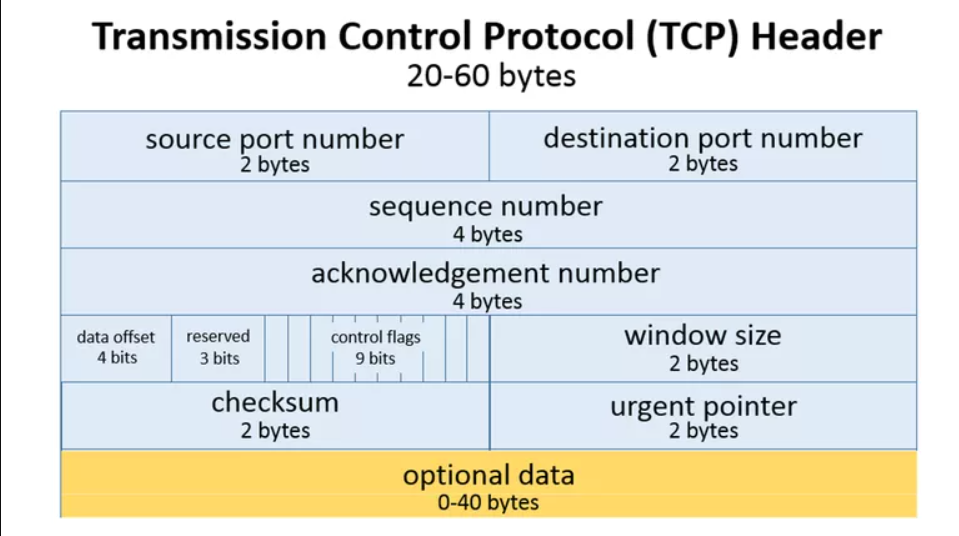 Transmission Control Protocol (TCP) Header
20-60 bytes
source port number
2 bytes
destination port number
2 bytes
sequence number
4 bytes
acknowledgement number
4 bytes
data offset
4 bits
reserved
3 bits
control flags
9 bits
window size
2 bytes
checksum
2 bytes
urgent pointer
2 bytes
optional data
0-40 bytes